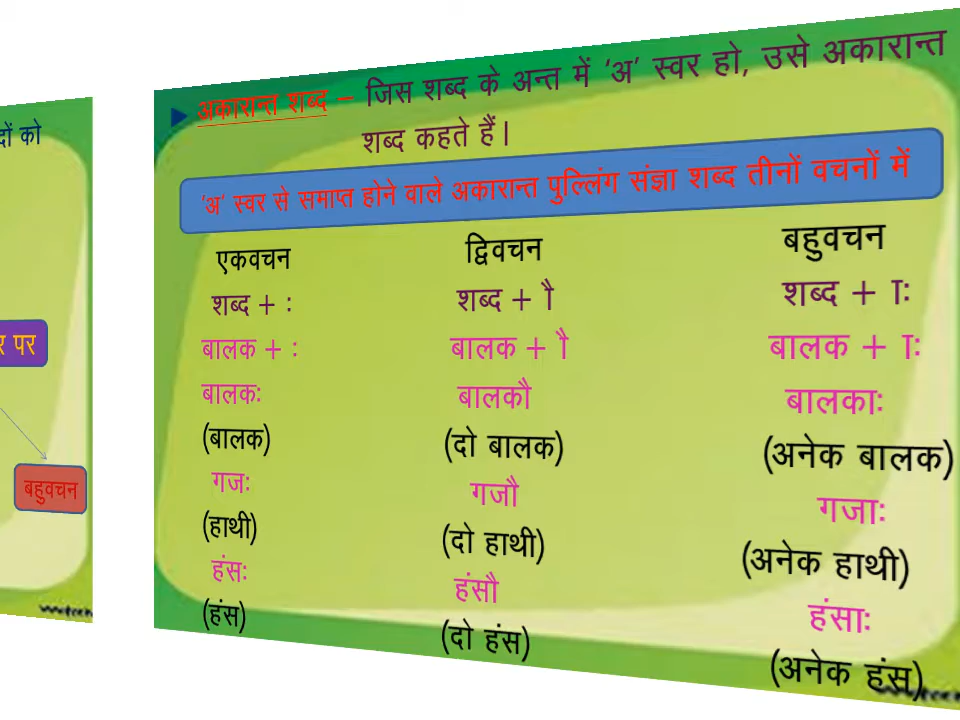 दों को
र पर
बहुवचन
अकारान्त शब्द – जिस शब्द के अन्त में ‘अ’ स्वर हो, उसे अकारान्त
शब्द कहते हैं।
‘अ’ स्वर से समाप्त होने वाले अकारान्त पुल्लिंग संज्ञा शब्द तीनों वचनों में
एकवचन द्विवचन बहुवचन
शब्द + : शब्द + ौ शब्द + ाः
बालक + : बालक + ौ बालक + ाः
बालकः बालकौ बालकाः
(बालक) (दो बालक) (अनेक बालक)
गजः गजौ गजाः
(हाथी) (दो हाथी) (अनेक हाथी)
हंसः हंसौ हंसाः
(हंस) (दो हंस) (अनेक हंस)